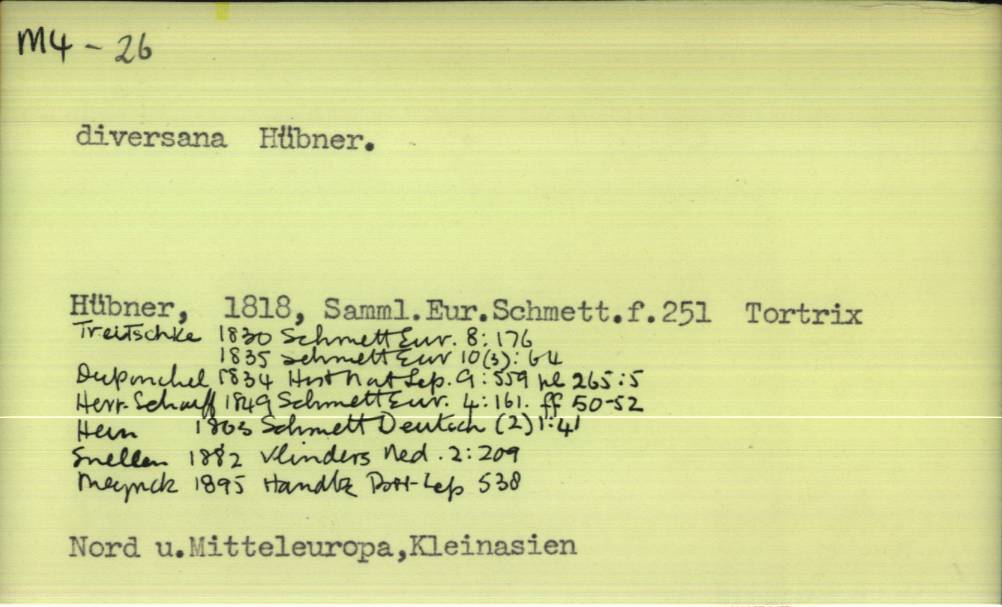 M4 - 26
diversana Hübner.
Hübner, 1818, Samml.Eur.Schmett.f.251 Tortrix
Treitschke 1830 Schmett Eur. 8: 176
1835 Schmett Eur 10(3): 64
Duponchel 1834 Hist Nat Lep. 9: 559 pl 265:5
Herr-Schaeff 1849 Schmett Eur. 4: 161. ff 50-52
Hein 1863 Schmett Deutsch (2) 1: 41
Snellen 1882 Vlinders Ned. 2: 209
Meyrick 1895 Handbk Brit-Lep 538
Nord u.Mitteleuropa,Kleinasien